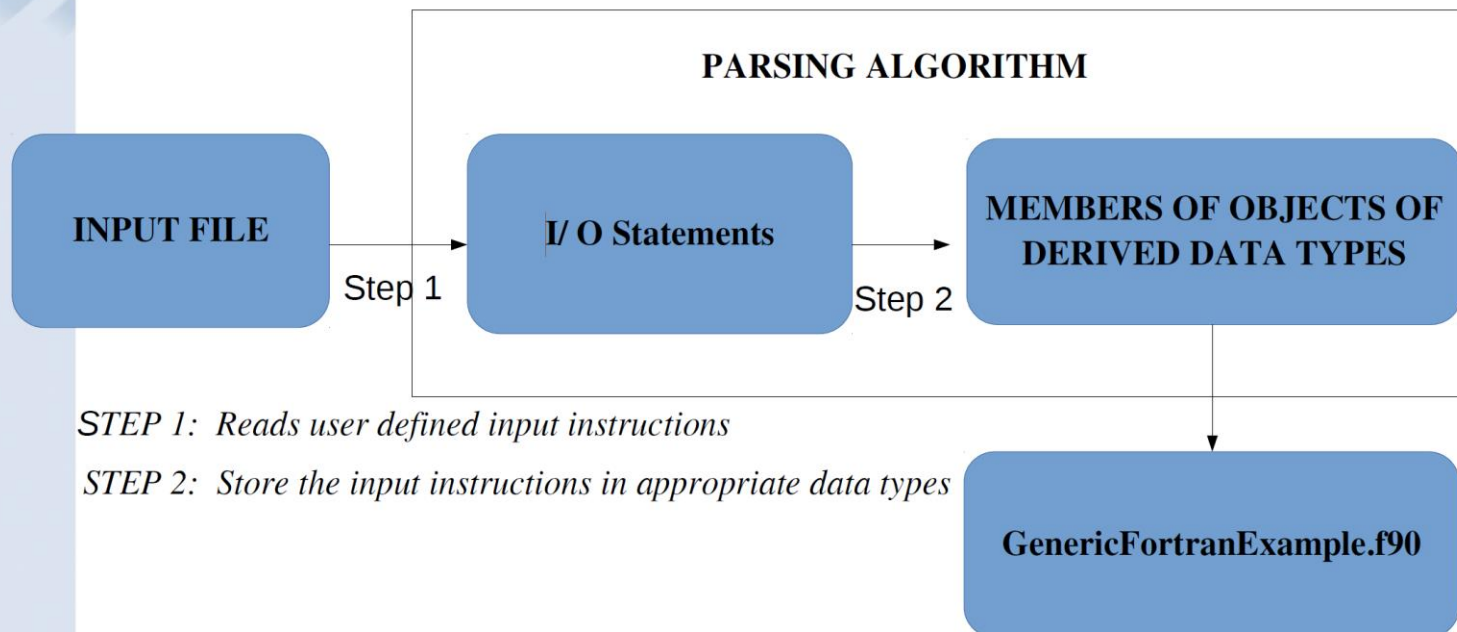 PARSING ALGORITHM
INPUT FILE
I/ O Statements
MEMBERS OF OBJECTS OF
DERIVED DATA TYPES
Step 1
Step 2
STEP 1: Reads user defined input instructions
STEP 2: Store the input instructions in appropriate data types
GenericFortranExample.f90